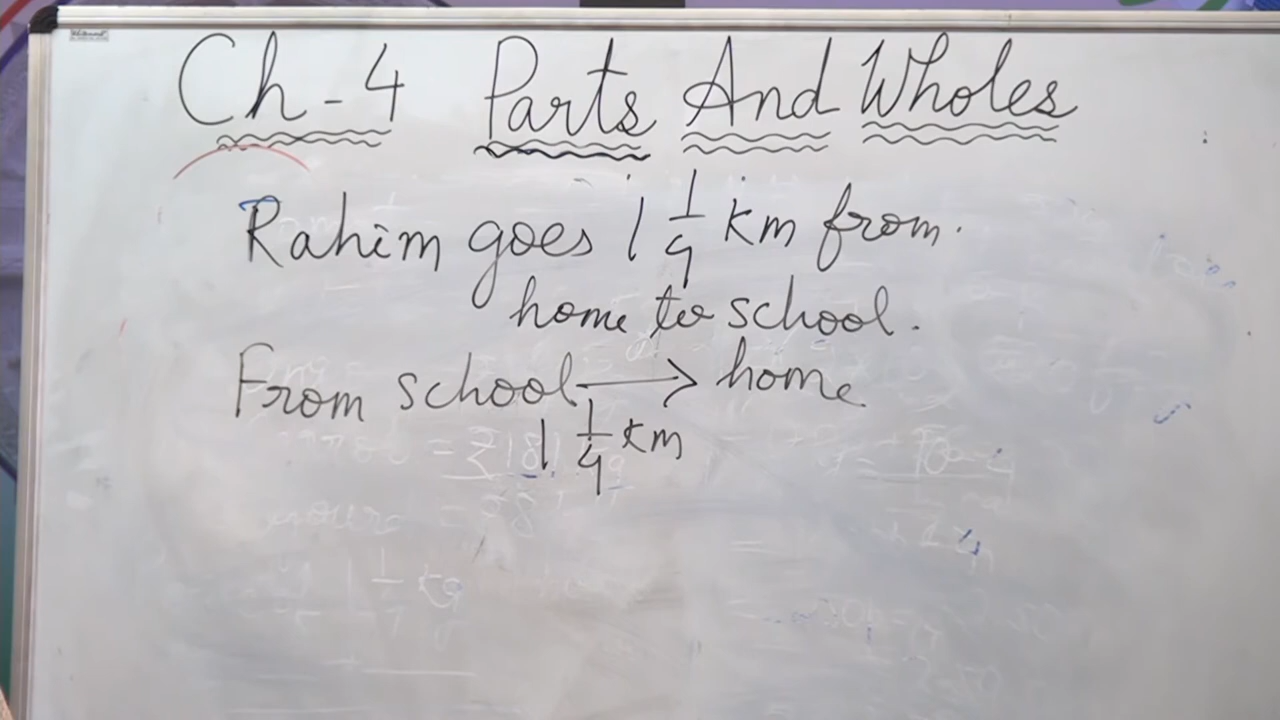 Ch-4 Parts And Wholes
Rahim goes 1 1/4 km from.
home to school.
From school → home
1 1/4 km